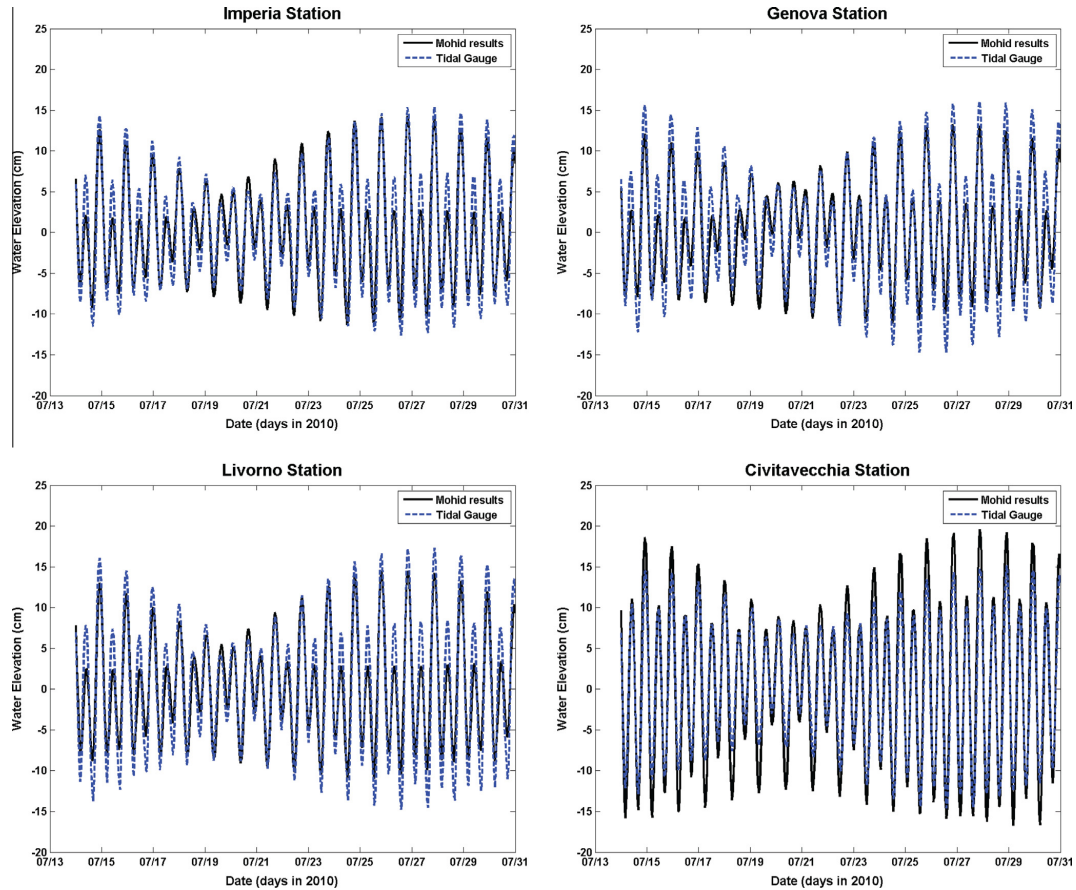 Imperia Station
Water Elevation (cm)
25
20
15
10
5
0
-5
-10
-15
-20
Mohid results
Tidal Gauge
07/13 07/15 07/17 07/19 07/21 07/23 07/25 07/27 07/29 07/31
Date (days in 2010)
Genova Station
Water Elevation (cm)
25
20
15
10
5
0
-5
-10
-15
-20
Mohid results
Tidal Gauge
07/13 07/15 07/17 07/19 07/21 07/23 07/25 07/27 07/29 07/31
Date (days in 2010)
Livorno Station
Water Elevation (cm)
25
20
15
10
5
0
-5
-10
-15
-20
Mohid results
Tidal Gauge
07/13 07/15 07/17 07/19 07/21 07/23 07/25 07/27 07/29 07/31
Date (days in 2010)
Civitavecchia Station
Water Elevation (cm)
25
20
15
10
5
0
-5
-10
-15
-20
Mohid results
Tidal Gauge
07/13 07/15 07/17 07/19 07/21 07/23 07/25 07/27 07/29 07/31
Date (days in 2010)